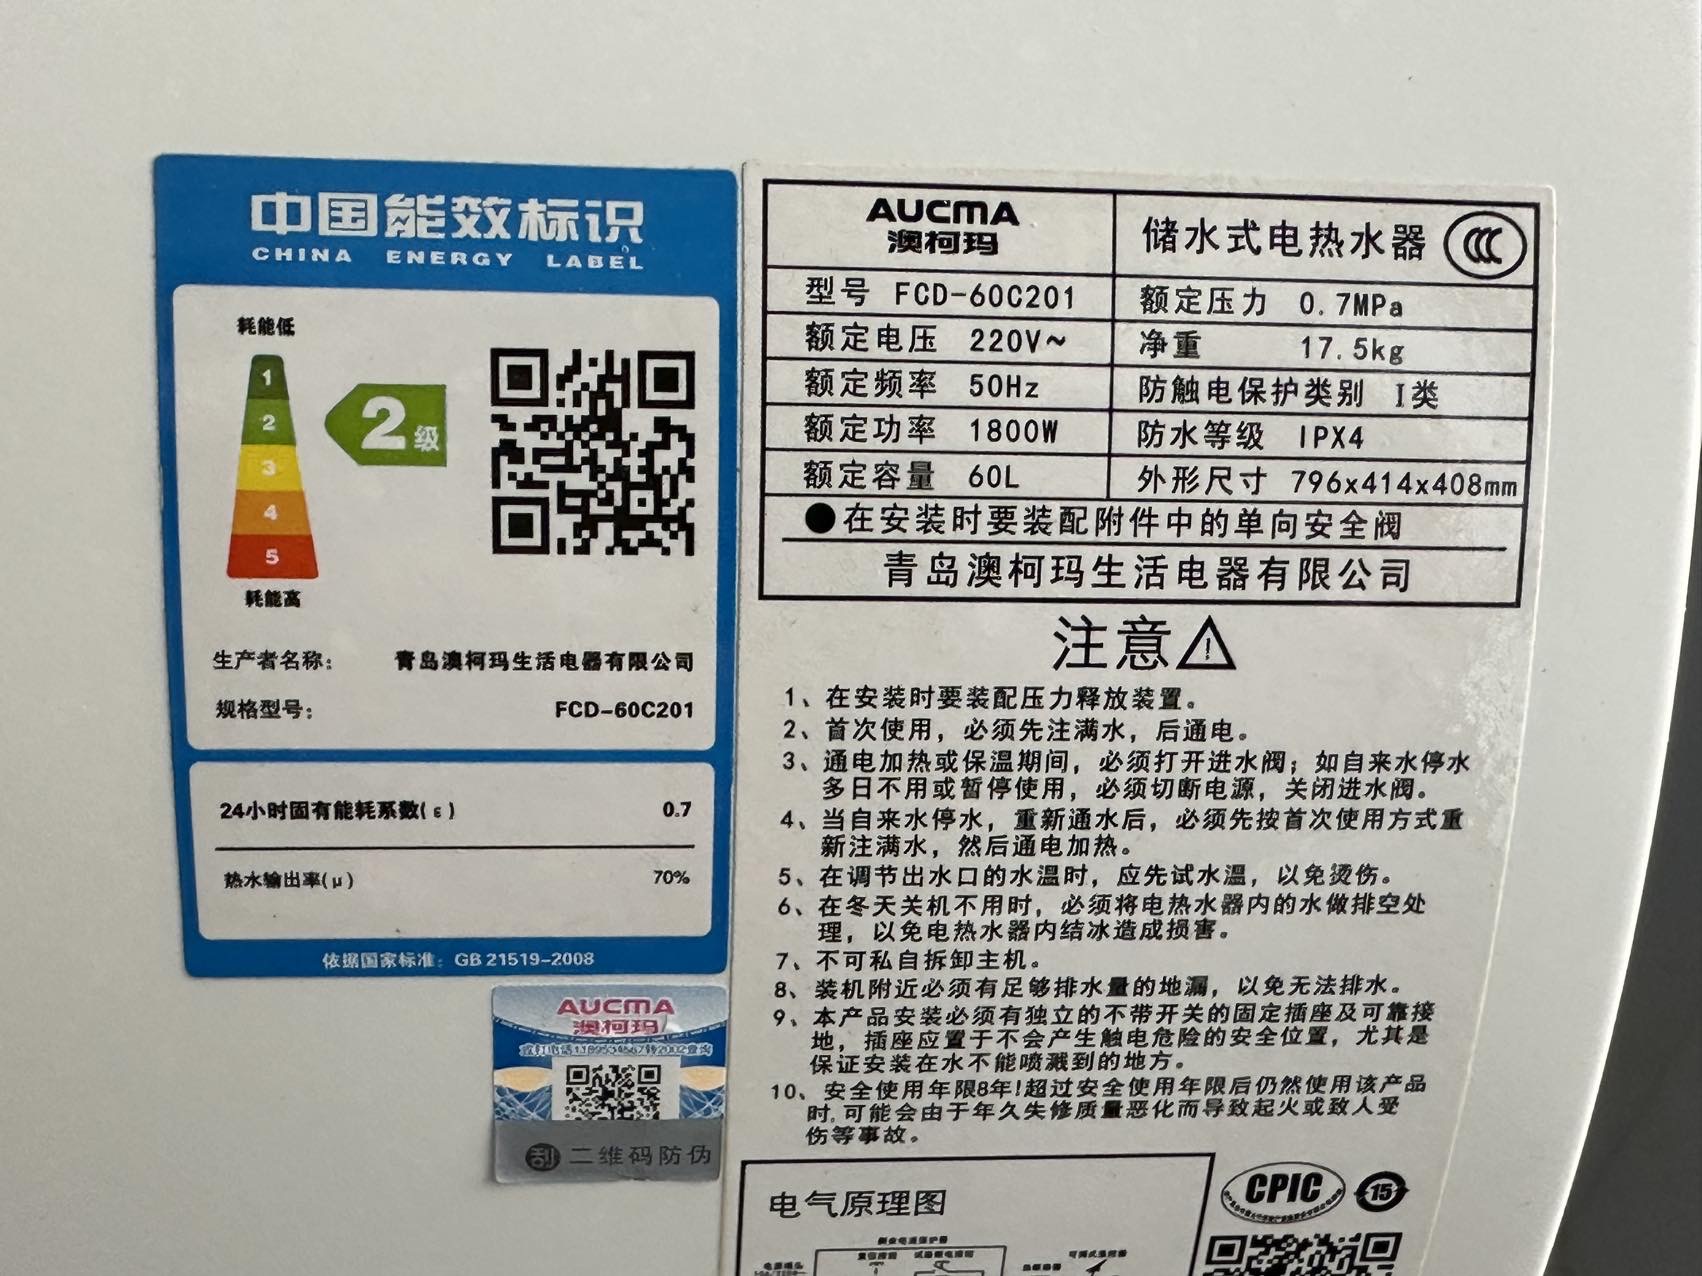 中国能效标识
CHINA ENERGY LABEL
耗能低
1
2
3
4
5
2级
耗能高
生产者名称：青岛澳柯玛生活电器有限公司
规格型号：FCD-60C201
24小时固有能耗系数(ε) 0.7
热水输出率(μ) 70%
依据国家标准：GB 21519-2008
AUCMA
澳柯玛
刮 二维码防伪
AUCMA
澳柯玛
储水式电热水器
型号 FCD-60C201 额定压力 0.7MPa
额定电压 220V~ 净重 17.5kg
额定频率 50Hz 防触电保护类别 I类
额定功率 1800W 防水等级 IPX4
额定容量 60L 外形尺寸 796x414x408mm
●在安装时要装配附件中的单向安全阀
青岛澳柯玛生活电器有限公司
注意
1、在安装时要装配压力释放装置。
2、首次使用，必须先注满水，后通电。
3、通电加热或保温期间，必须打开进水阀；如自来水停水
多日不用或暂停使用，必须切断电源，关闭进水阀。
4、当自来水停水，重新通水后，必须先按首次使用方式重
新注满水，然后通电加热。
5、在调节出水口的水温时，应先试水温，以免烫伤。
6、在冬天关机不用时，必须将电热水器内的水做排空处
理，以免电热水器内结冰造成损害。
7、不可私自拆卸主机。
8、装机附近必须有足够排水量的地漏，以免无法排水。
9、本产品安装必须有独立的不带开关的固定插座及可靠接
地，插座应置于不会产生触电危险的安全位置，尤其是
保证安装在水不能喷溅到的地方。
10、安全使用年限8年!超过安全使用年限后仍然使用该产品
时,可能会由于年久失修质量恶化而导致起火或致人受
伤等事故。
电气原理图
CPIC
15